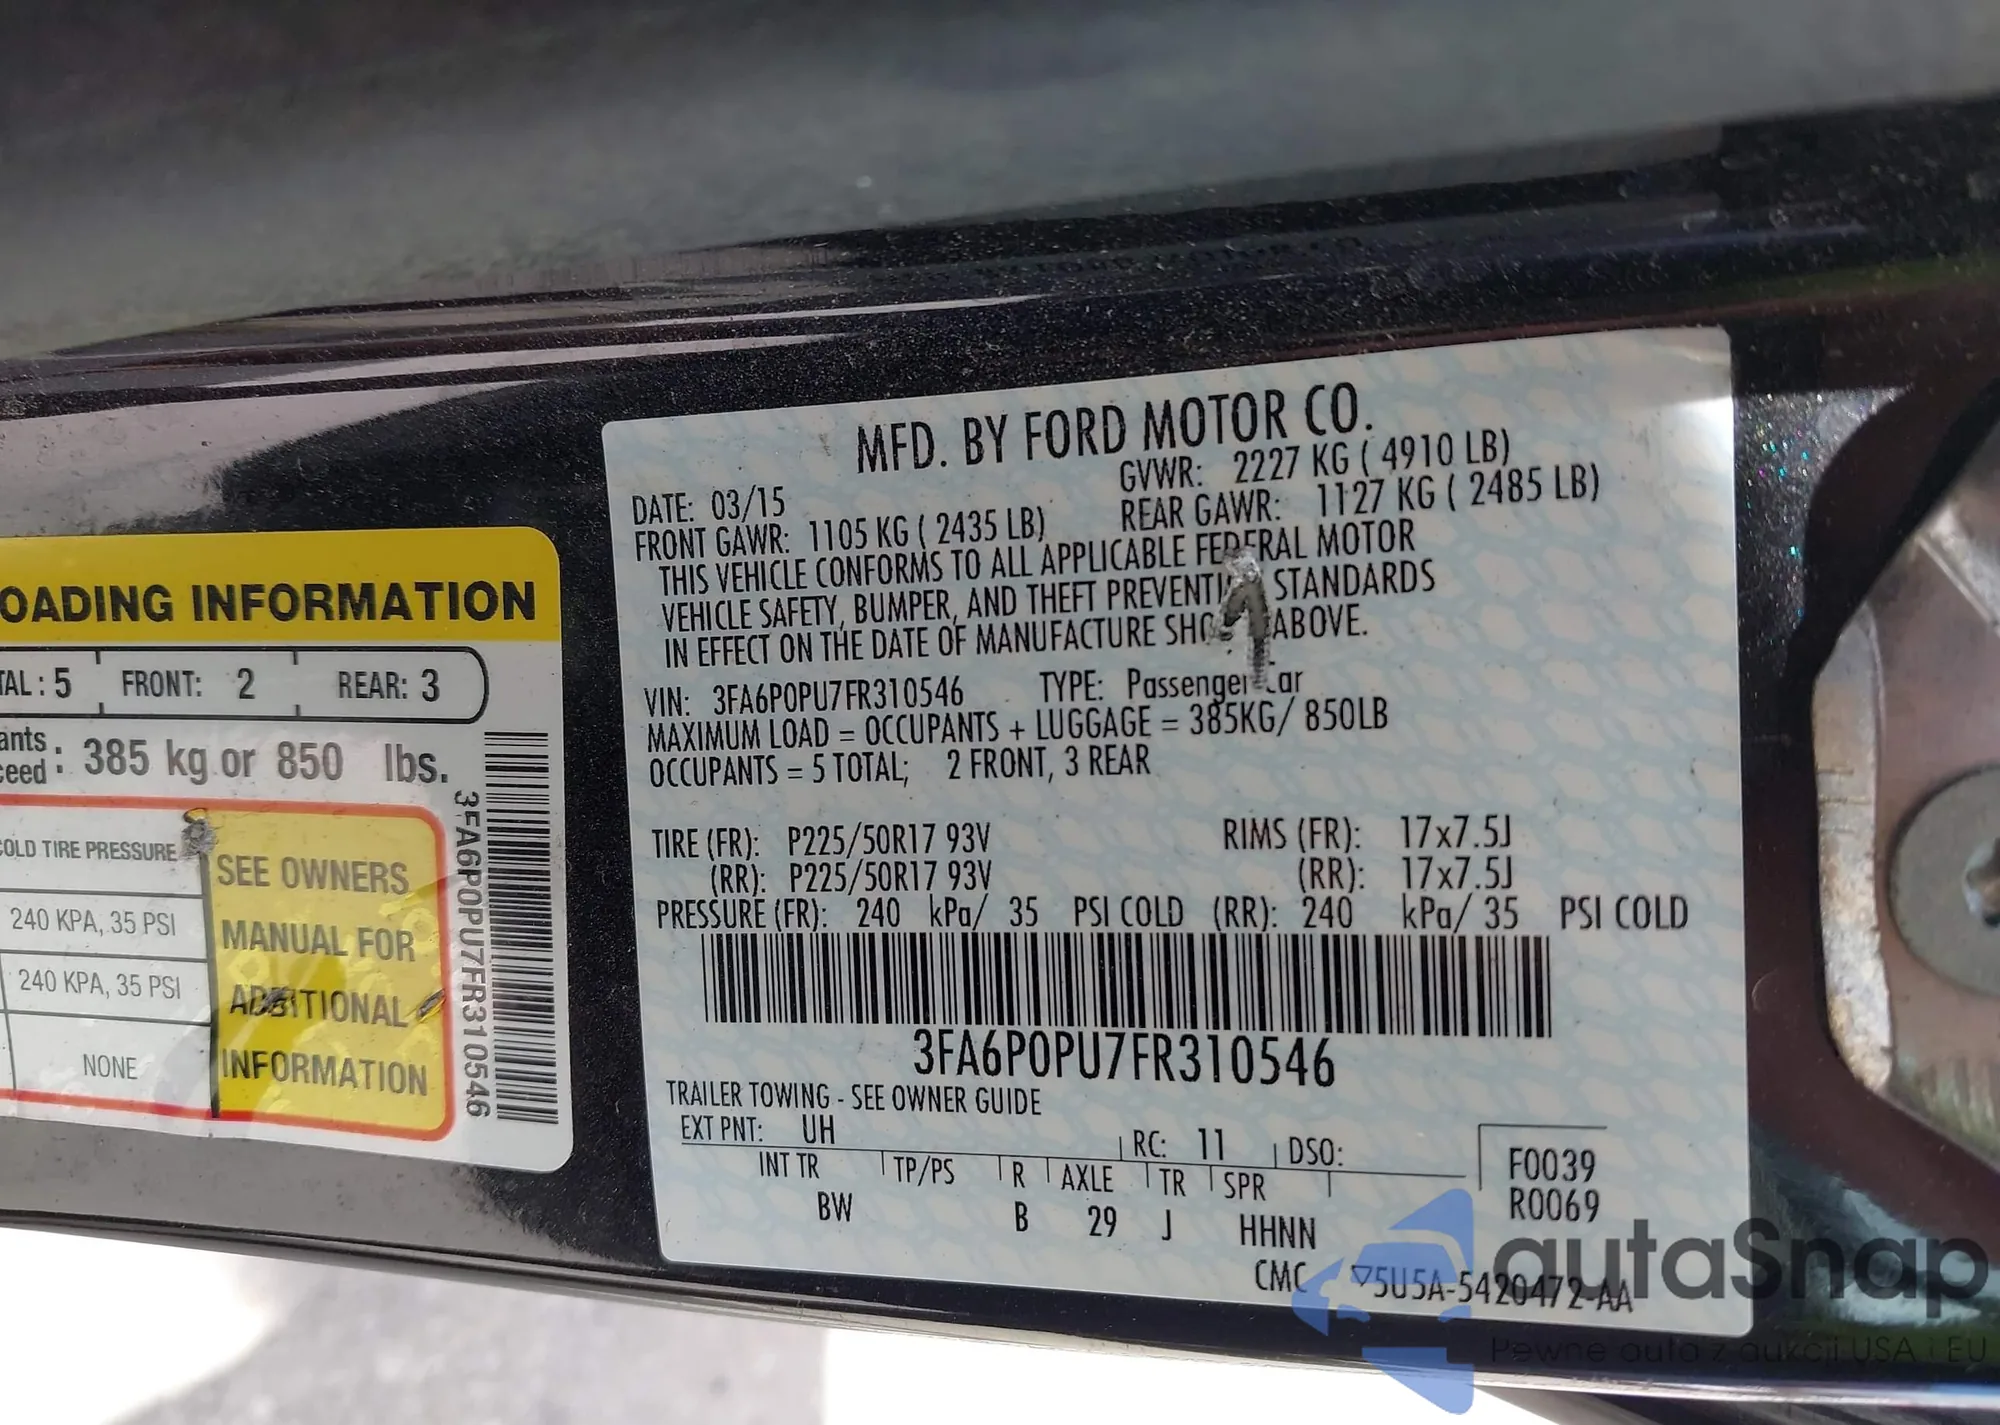 OADING INFORMATION
TAL : 5 FRONT: 2 REAR: 3
ants
ceed : 385 kg or 850 lbs.
COLD TIRE PRESSURE
240 KPA, 35 PSI
240 KPA, 35 PSI
NONE
SEE OWNERS
MANUAL FOR
ADDITIONAL
INFORMATION
3FA6P0PU7FR310546
MFD. BY FORD MOTOR CO.
DATE: 03/15 GVWR: 2227 KG ( 4910 LB)
FRONT GAWR: 1105 KG ( 2435 LB) REAR GAWR: 1127 KG ( 2485 LB)
THIS VEHICLE CONFORMS TO ALL APPLICABLE FEDERAL MOTOR
VEHICLE SAFETY, BUMPER, AND THEFT PREVENTI STANDARDS
IN EFFECT ON THE DATE OF MANUFACTURE SHO ABOVE.
VIN: 3FA6P0PU7FR310546 TYPE: Passenger Car
MAXIMUM LOAD = OCCUPANTS + LUGGAGE = 385KG/ 850LB
OCCUPANTS = 5 TOTAL; 2 FRONT, 3 REAR
TIRE (FR): P225/50R17 93V RIMS (FR): 17x7.5J
(RR): P225/50R17 93V (RR): 17x7.5J
PRESSURE (FR): 240 kPa/ 35 PSI COLD (RR): 240 kPa/ 35 PSI COLD
3FA6P0PU7FR310546
TRAILER TOWING - SEE OWNER GUIDE
EXT PNT: UH RC: 11 DSO:
INT TR TP/PS R AXLE TR SPR
BW B 29 J HHNN
F0039
R0069
CMC ▽5U5A-5420472-AA
autaSnap
Pewne auta z aukcji USA i EU